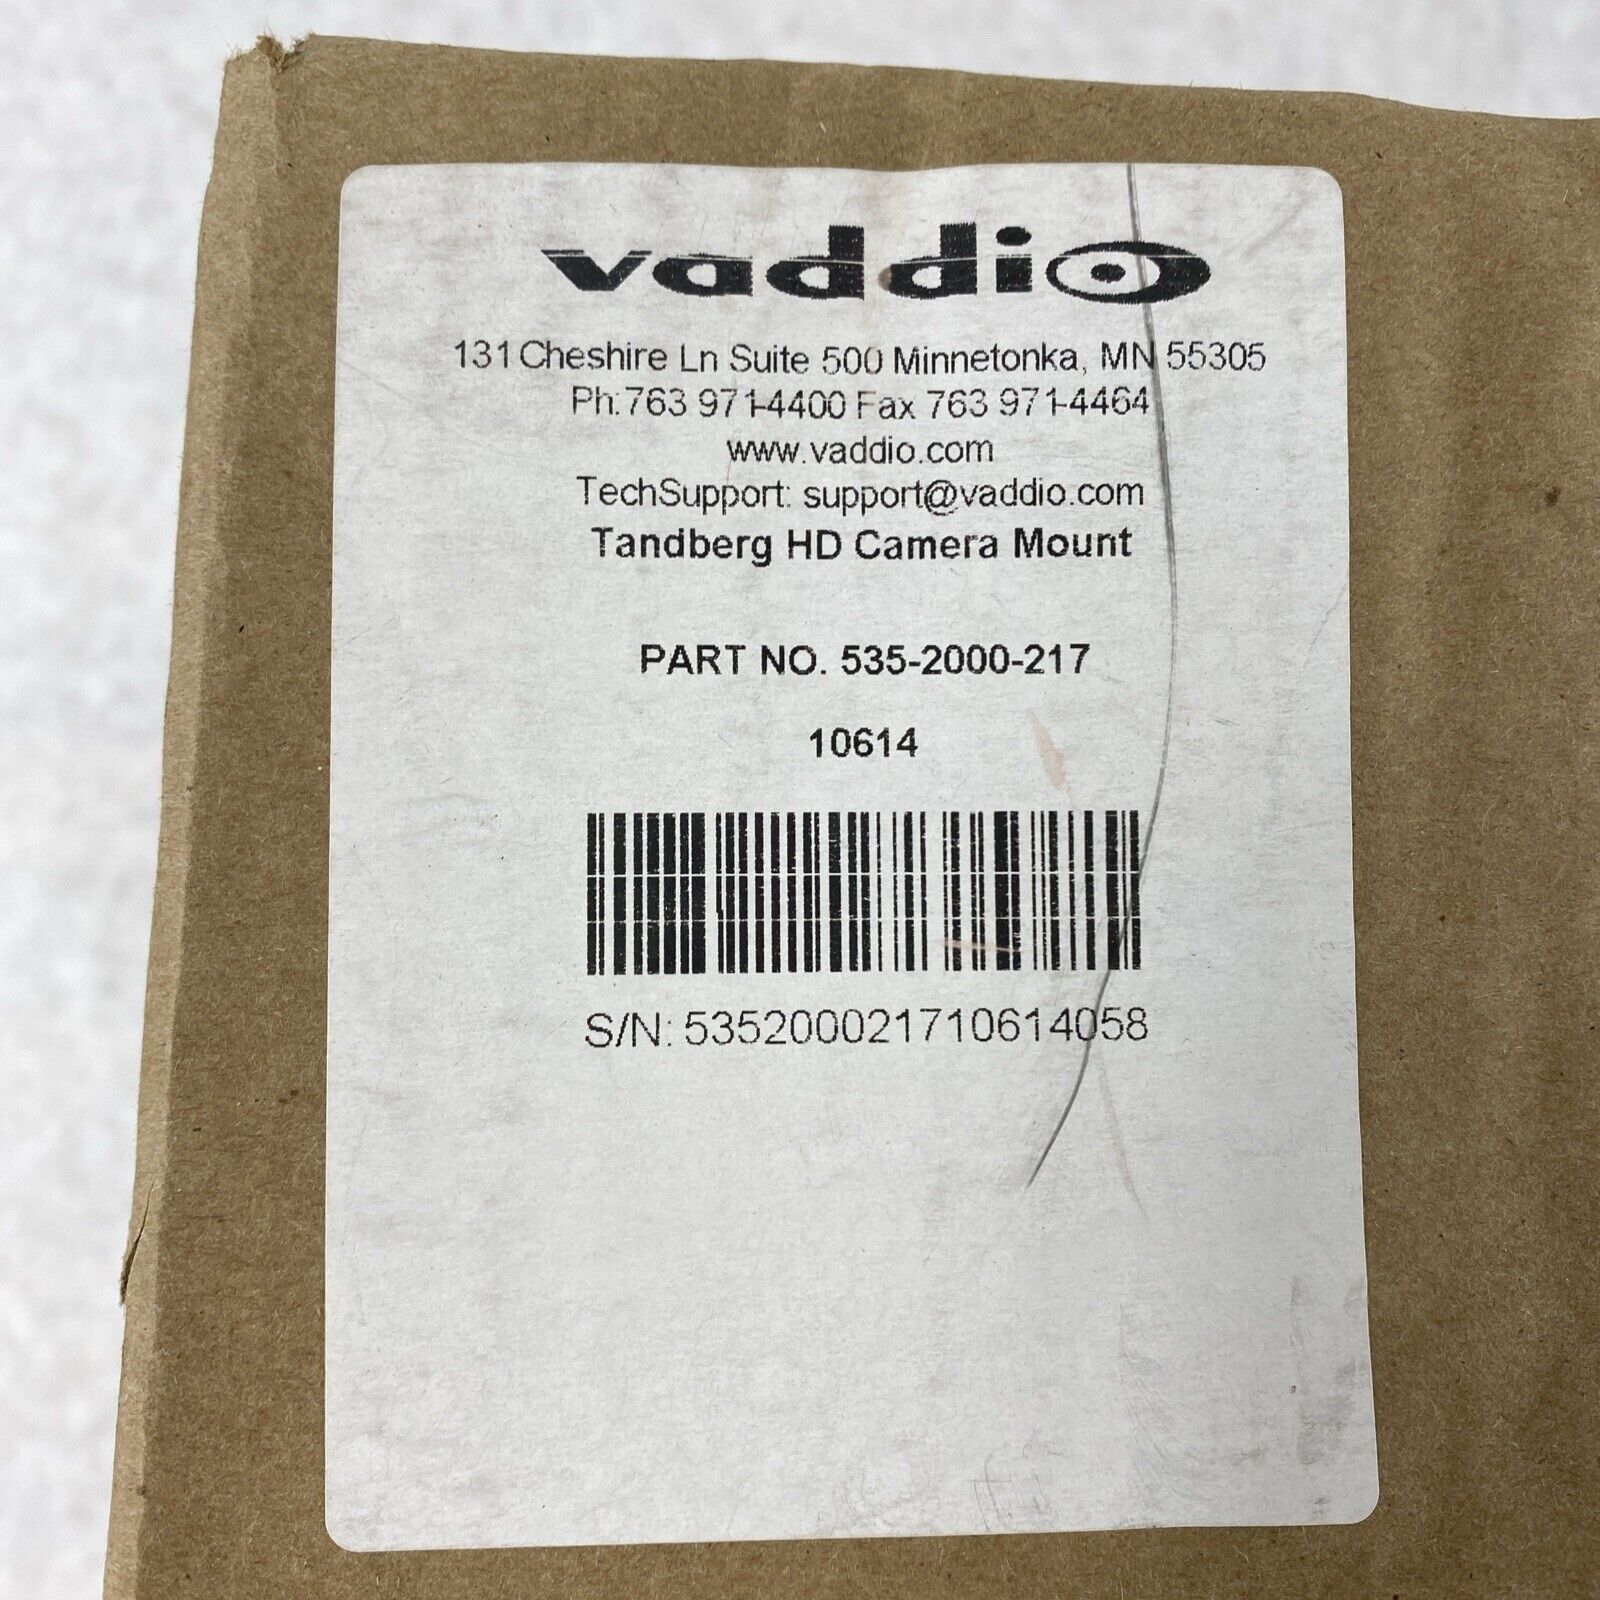 vaddio
131 Cheshire Ln Suite 500 Minnetonka, MN 55305
Ph: 763 971-4400 Fax 763 971-4464
www.vaddio.com
TechSupport: support@vaddio.com
Tandberg HD Camera Mount
PART NO. 535-2000-217
10614
S/N: 535200021710614058